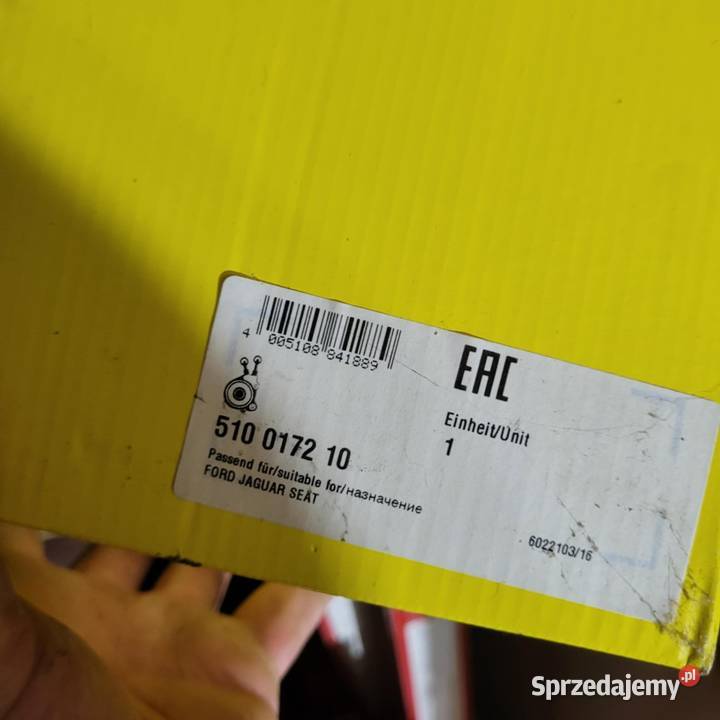 4 005108 841889
EAC
510 0172 10
Einheit/Unit
1
Passend für/suitable for/назначение
FORD JAGUAR SEAT
6022103/16
Sprzedajemy.pl